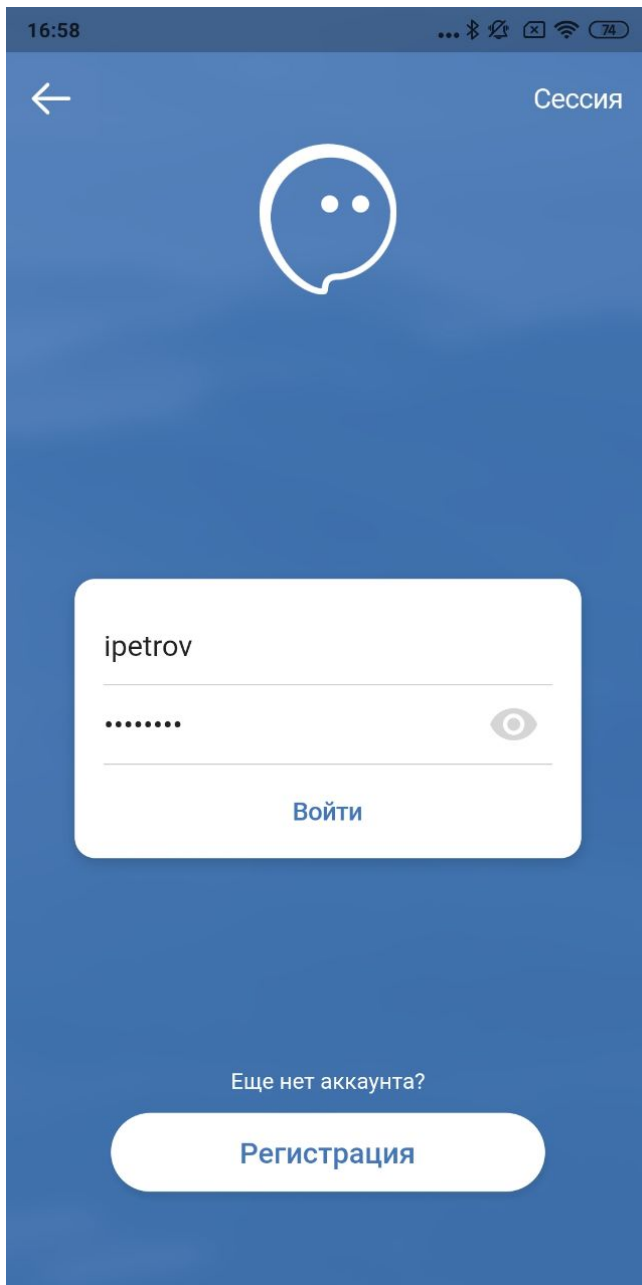 16:58
74
Сессия
ipetrov
••••••••
Войти
Еще нет аккаунта?
Регистрация